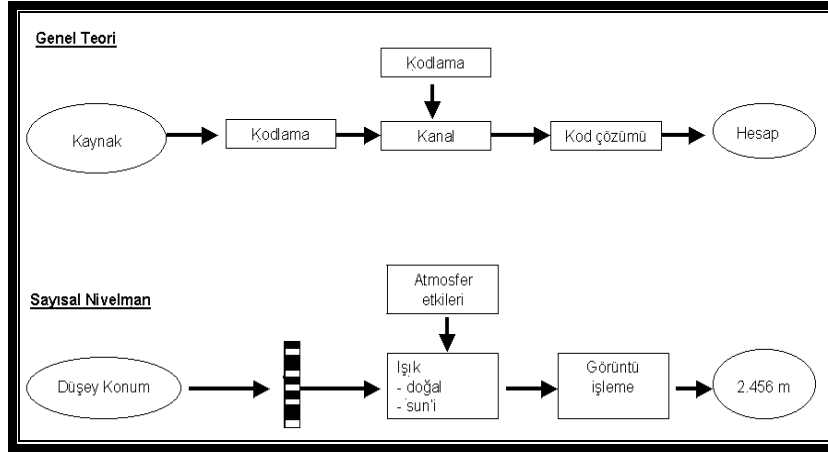 Genel Teori
Kodlama
Kaynak
Kodlama
Kanal
Kod çözümü
Hesap
Sayısal Nivelman
Atmosfer
etkileri
Düşey Konum
Işık
- doğal
- sun'i
Görüntü
işleme
2.456 m